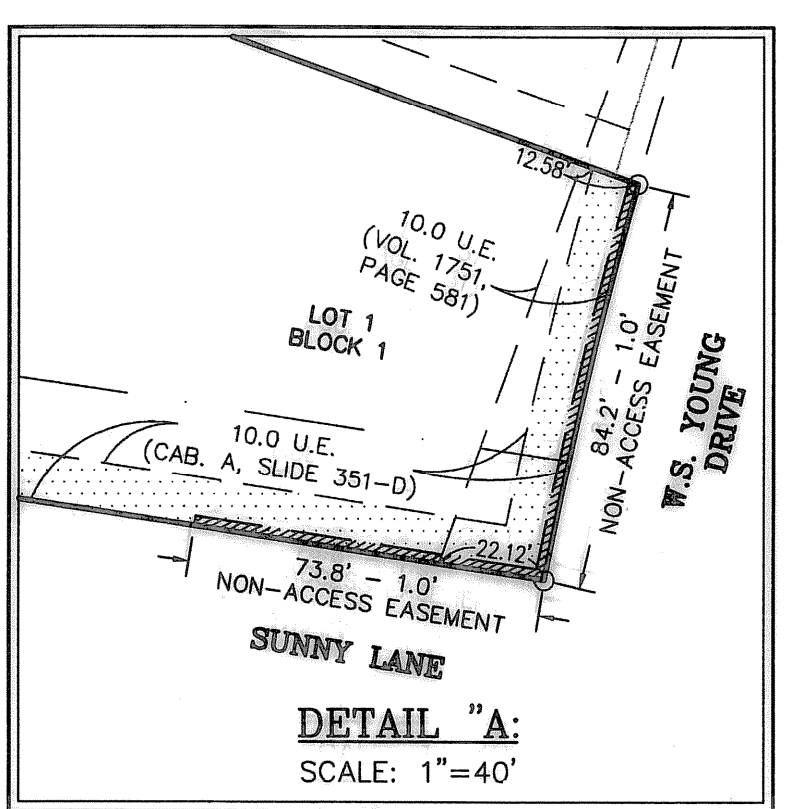 12.58'
10.0 U.E.
(VOL. 1751,
PAGE 581)
LOT 1
BLOCK 1
84.2' - 1.0'
NON-ACCESS EASEMENT
W.S. YOUNG
DRIVE
10.0 U.E.
(CAB. A, SLIDE 351-D)
22.12'
73.8' - 1.0'
NON-ACCESS EASEMENT
SUNNY LANE
DETAIL "A:
SCALE: 1"=40'